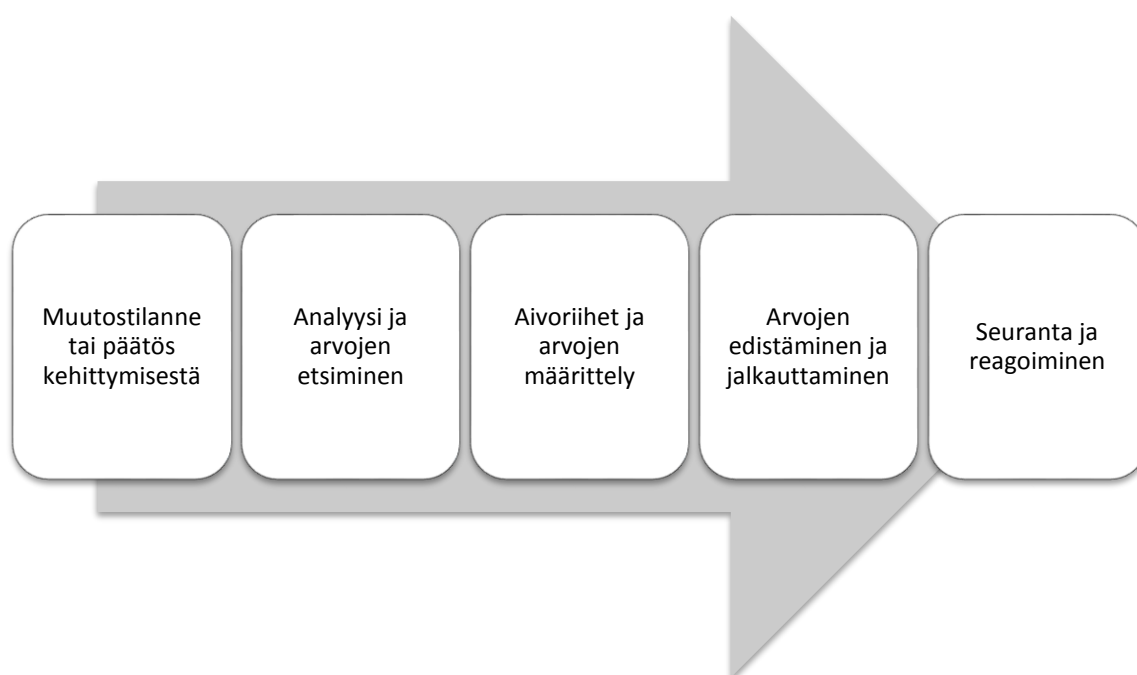 Muutostilanne
tai päätös
kehittymisestä
Analyysi ja
arvojen
etsiminen
Aivoriihet ja
arvojen
määrittely
Arvojen
edistäminen ja
jalkauttaminen
Seuranta ja
reagoiminen